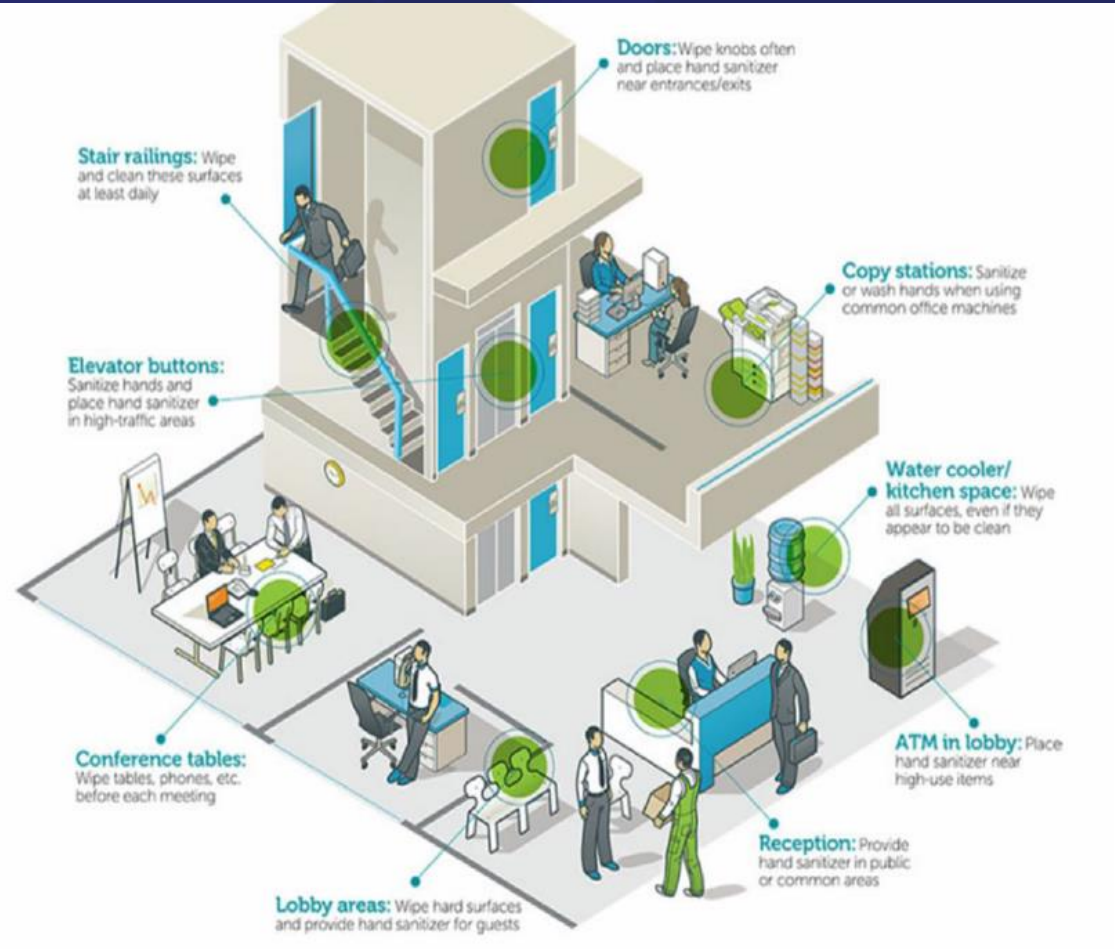 Doors: Wipe knobs often
and place hand sanitizer
near entrances/exits
Stair railings: Wipe
and clean these surfaces
at least daily
Copy stations: Sanitize
or wash hands when using
common office machines
Elevator buttons:
Sanitize hands and
place hand sanitizer
in high-traffic areas
Water cooler/
kitchen space: Wipe
all surfaces, even if they
appear to be clean
Conference tables:
Wipe tables, phones, etc.
before each meeting
ATM in lobby: Place
hand sanitizer near
high-use items
Reception: Provide
hand sanitizer in public
or common areas
Lobby areas: Wipe hard surfaces
and provide hand sanitizer for guests